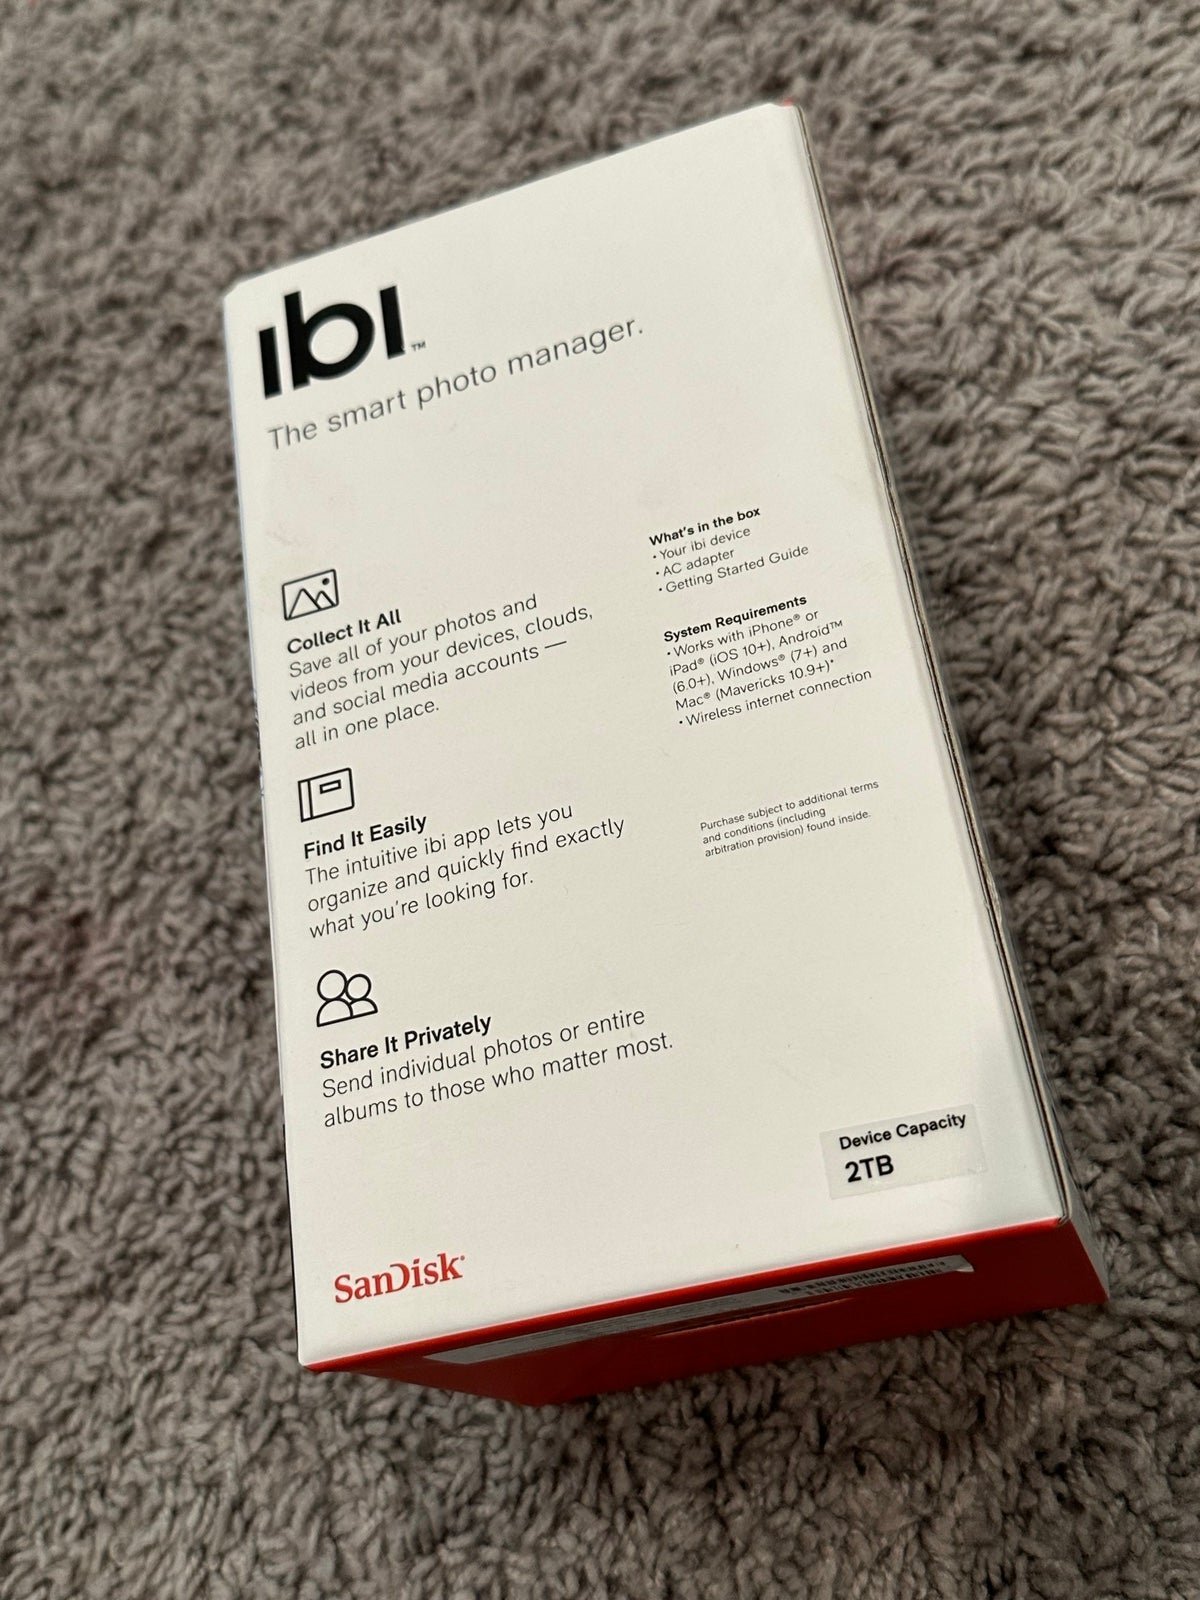 ibi™
The smart photo manager.
Collect It All
Save all of your photos and
videos from your devices, clouds,
and social media accounts —
all in one place.
Find It Easily
The intuitive ibi app lets you
organize and quickly find exactly
what you're looking for.
Share It Privately
Send individual photos or entire
albums to those who matter most.
What's in the box
• Your ibi device
• AC adapter
• Getting Started Guide
System Requirements
• Works with iPhone® or
iPad® (iOS 10+), Android™
(6.0+), Windows® (7+) and
Mac® (Mavericks 10.9+)*
• Wireless internet connection
Purchase subject to additional terms
and conditions (including
arbitration provision) found inside.
Device Capacity
2TB
SanDisk®